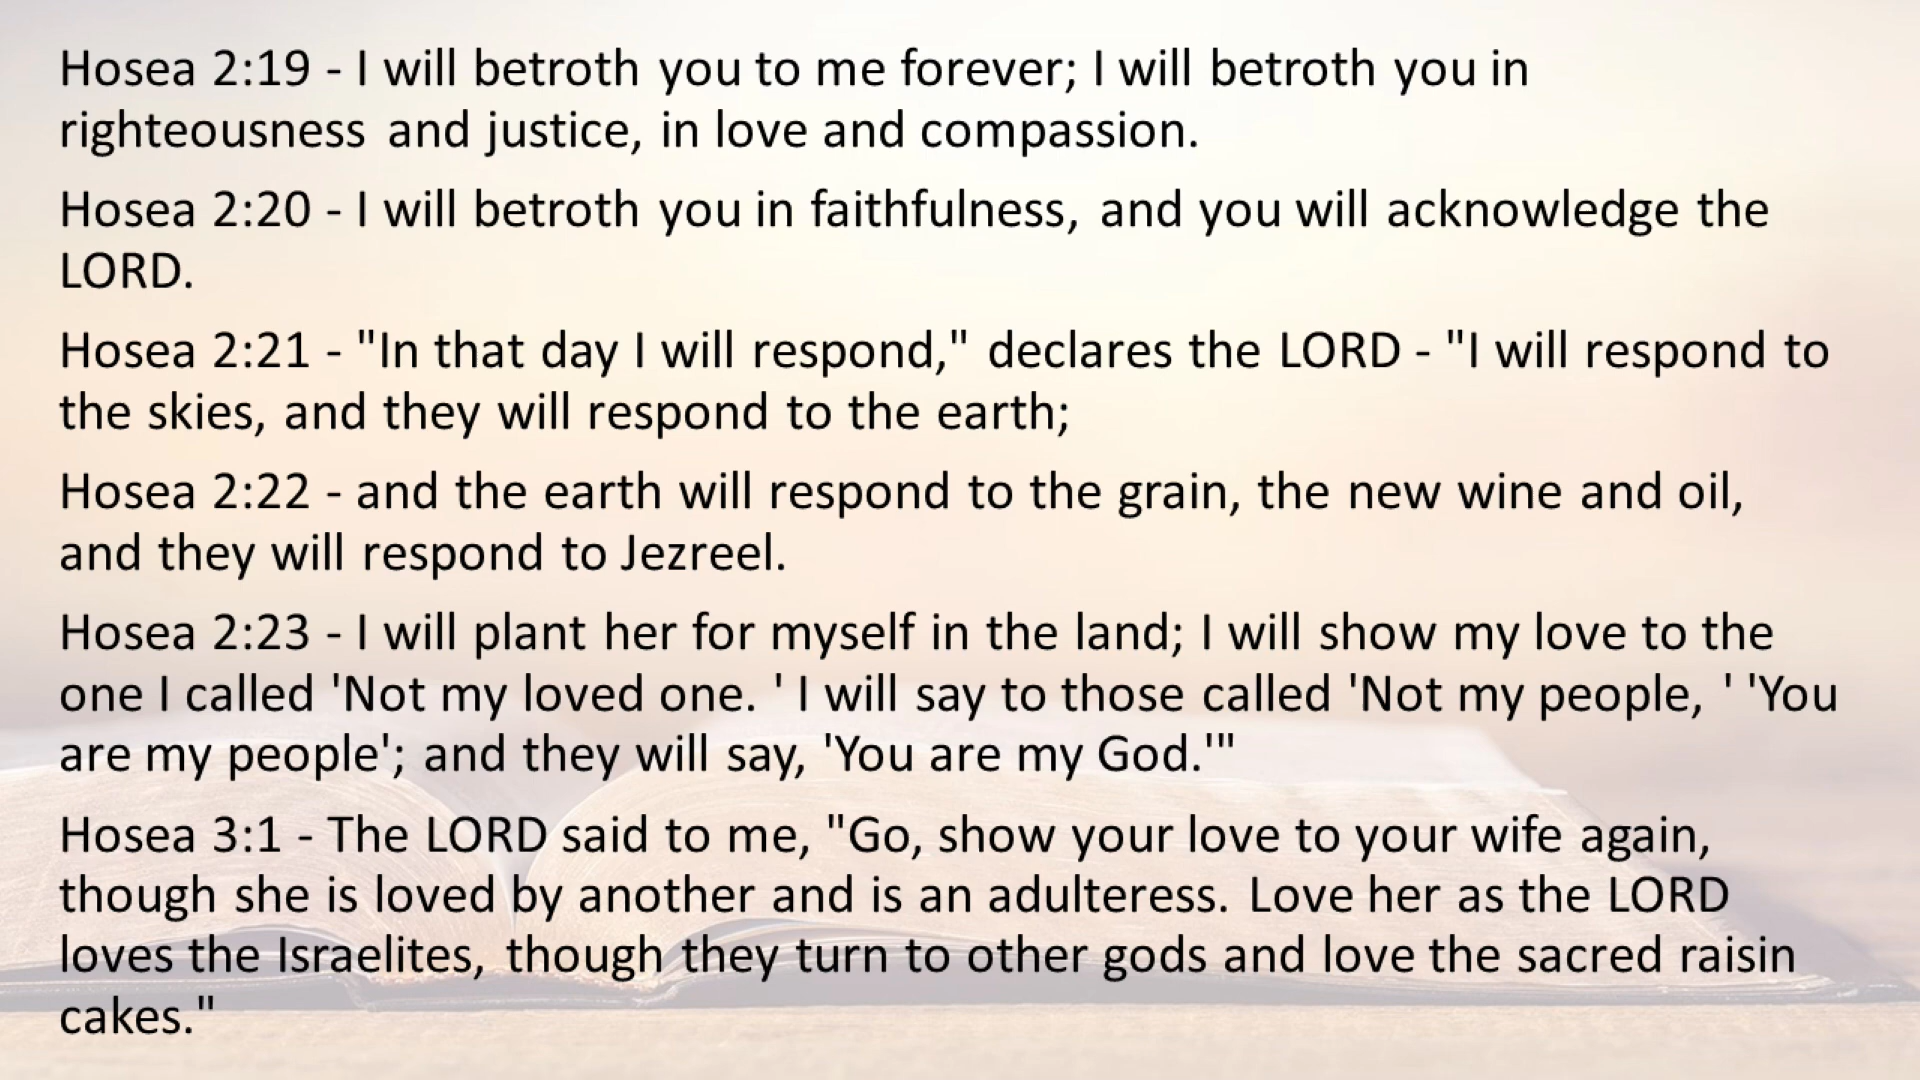 Hosea 2:19 - I will betroth you to me forever; I will betroth you in
righteousness and justice, in love and compassion.
Hosea 2:20 - I will betroth you in faithfulness, and you will acknowledge the
LORD.
Hosea 2:21 - "In that day I will respond," declares the LORD - "I will respond to
the skies, and they will respond to the earth;
Hosea 2:22 - and the earth will respond to the grain, the new wine and oil,
and they will respond to Jezreel.
Hosea 2:23 - I will plant her for myself in the land; I will show my love to the
one I called 'Not my loved one. ' I will say to those called 'Not my people, ' 'You
are my people'; and they will say, 'You are my God.'"
Hosea 3:1 - The LORD said to me, "Go, show your love to your wife again,
though she is loved by another and is an adulteress. Love her as the LORD
loves the Israelites, though they turn to other gods and love the sacred raisin
cakes."